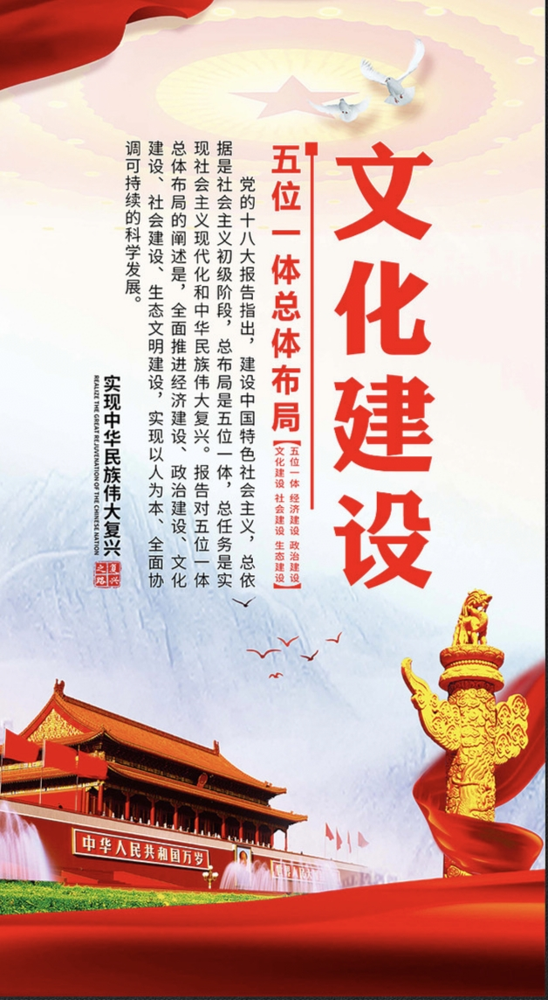 文化建设
五位一体总体布局
【五位一体 经济建设 政治建设
文化建设 社会建设 生态建设】
党的十八大报告指出，建设中国特色社会主义，总依
据是社会主义初级阶段，总布局是五位一体，总任务是实
现社会主义现代化和中华民族伟大复兴。报告对五位一体
总体布局的阐述是，全面推进经济建设、政治建设、文化
建设、社会建设、生态文明建设，实现以人为本、全面协
调可持续的科学发展。
实现中华民族伟大复兴
REALIZE THE GREAT REJUVENATION OF THE CHINESE NATION
复兴
之路
中华人民共和国万岁